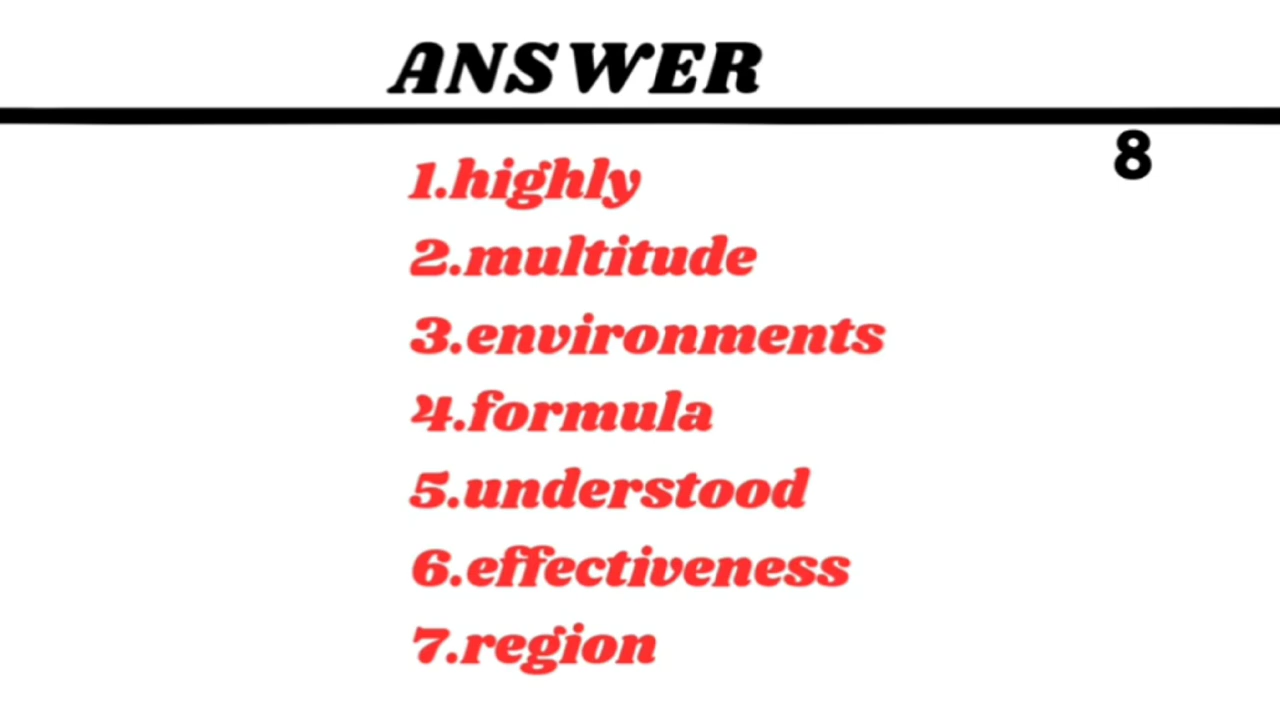 ANSWER
8
1.highly
2.multitude
3.environments
4.formula
5.understood
6.effectiveness
7.region